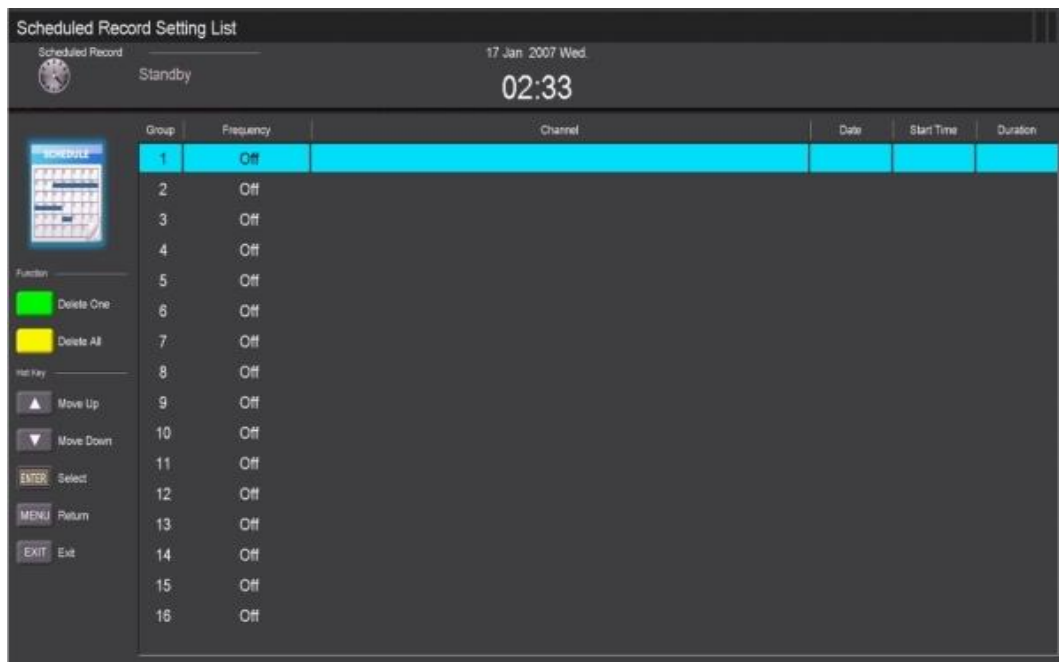 Scheduled Record Setting List
Scheduled Record
Standby
17 Jan 2007 Wed.
02:33
Group Frequency Channel Date Start Time Duration
SCHEDULE
1 Off
2 Off
3 Off
4 Off
5 Off
6 Off
7 Off
8 Off
9 Off
10 Off
11 Off
12 Off
13 Off
14 Off
15 Off
16 Off
Function
Delete One
Delete All
Hot Key
Move Up
Move Down
ENTER Select
MENU Return
EXIT Exit